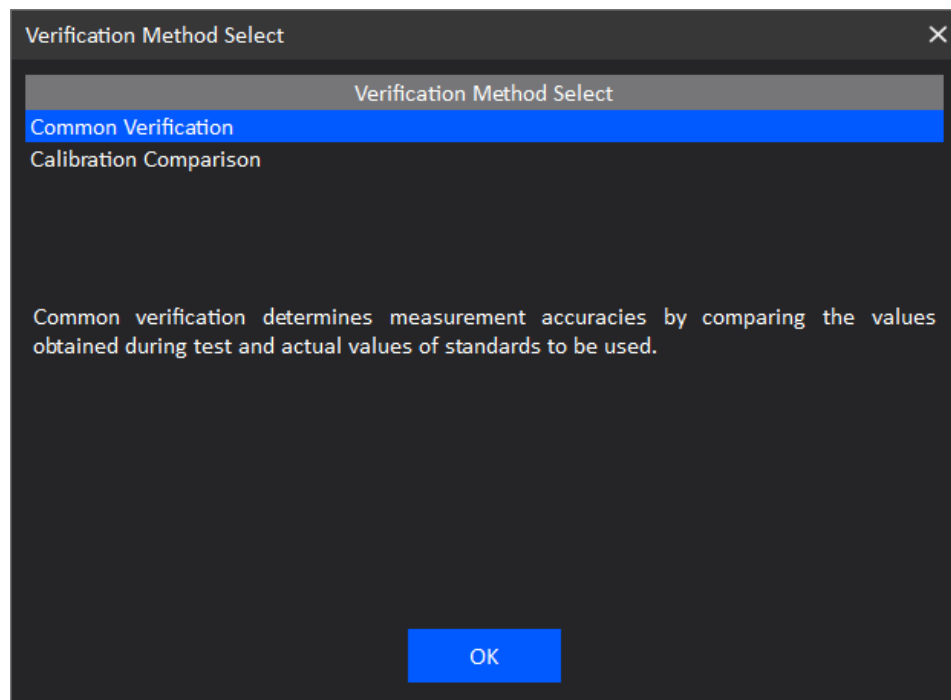 Verification Method Select
Verification Method Select
Common Verification
Calibration Comparison
Common verification determines measurement accuracies by comparing the values
obtained during test and actual values of standards to be used.
OK